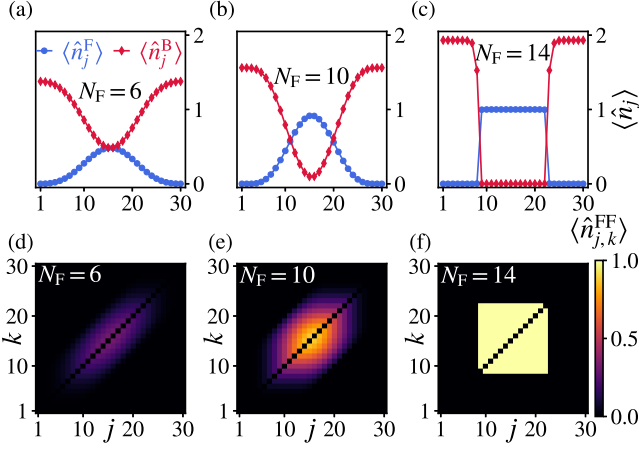 (a) (b) (c)
⟨n̂ⱼᶠ⟩ ⟨n̂ⱼᴮ⟩
N_F = 6 N_F = 10 N_F = 14
2 2 2
1 1 1
0 0 0
⟨n̂ⱼ⟩
1 10 20 30 1 10 20 30 1 10 20 30
(d) (e) (f)
⟨n̂ⱼ,ₖᶠᶠ⟩
N_F = 6 N_F = 10 N_F = 14
30 30 30
20 20 20
10 10 10
1 1 1
k k k
1 10 20 30 1 10 20 30 1 10 20 30
j j j
1.0
0.5
0.0